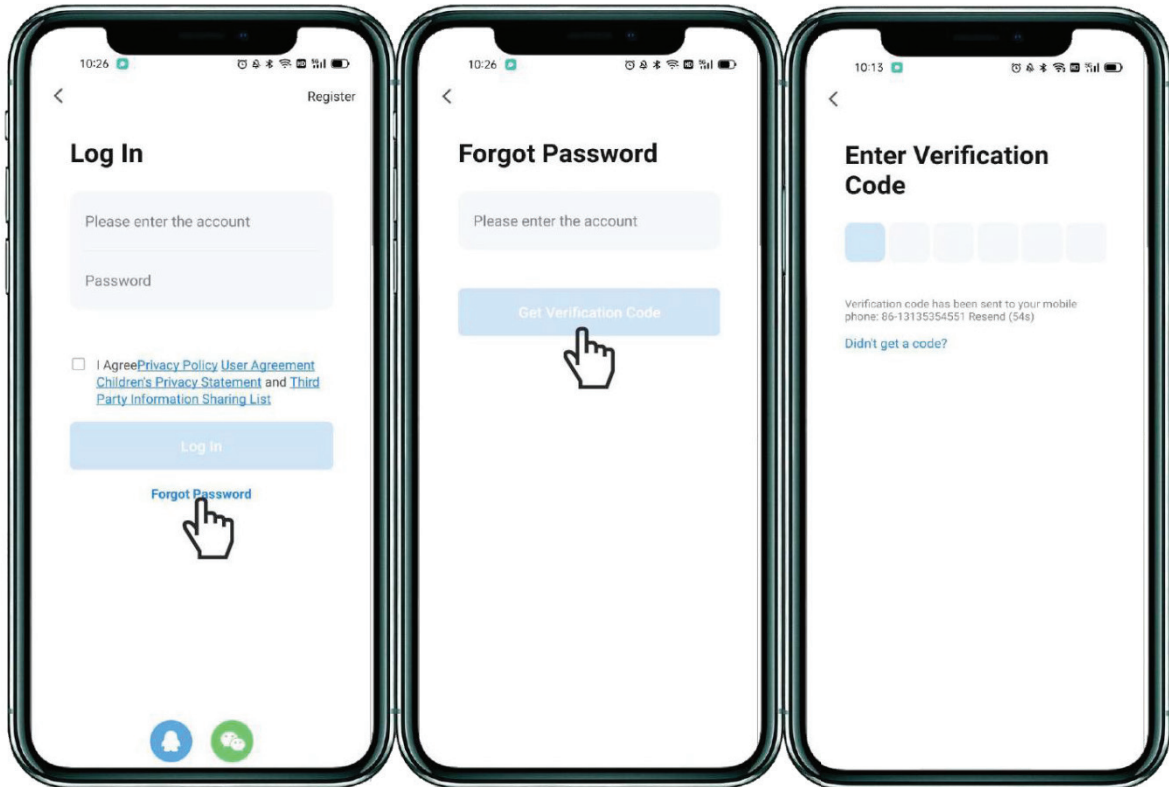 10:26
Register
Log In
Please enter the account
Password
I AgreePrivacy Policy User Agreement
Children's Privacy Statement and Third
Party Information Sharing List
Log In
Forgot Password
10:26
Forgot Password
Please enter the account
Get Verification Code
10:13
Enter Verification
Code
Verification code has been sent to your mobile
phone: 86-13135354551 Resend (54s)
Didn't get a code?